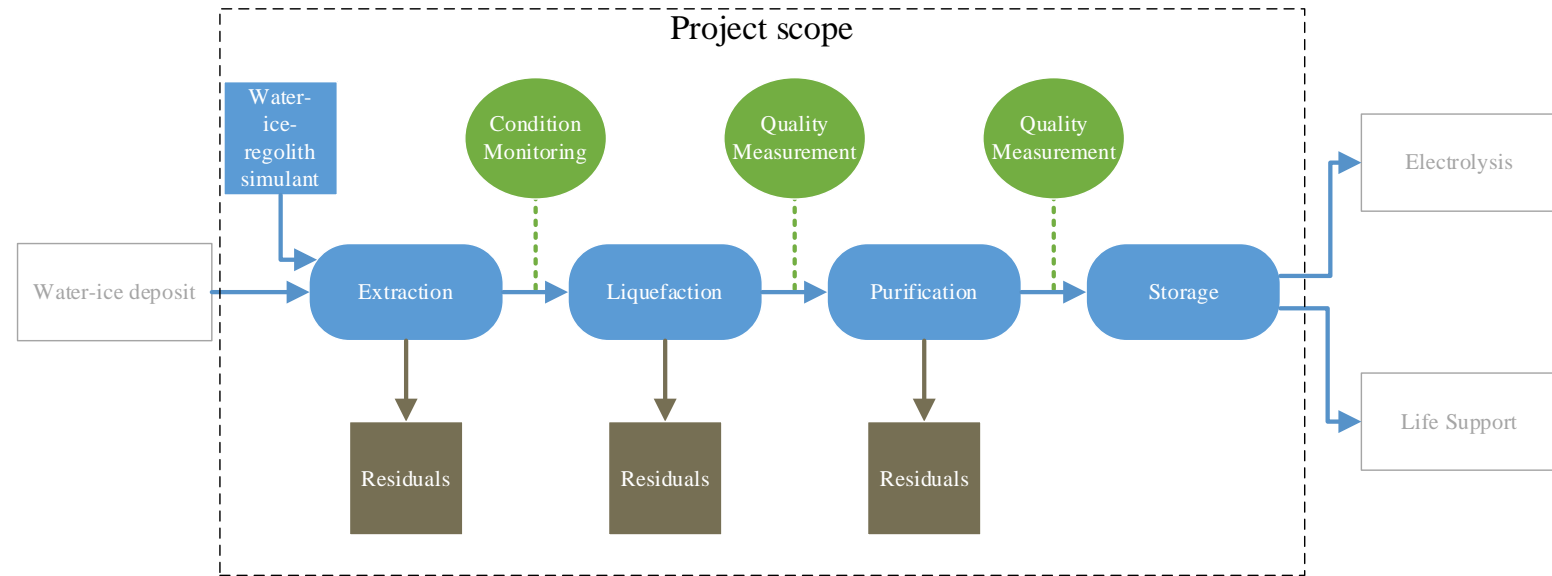 Project scope
Water-
ice-
regolith
simulant
Condition
Monitoring
Quality
Measurement
Quality
Measurement
Electrolysis
Water-ice deposit
Extraction
Liquefaction
Purification
Storage
Life Support
Residuals
Residuals
Residuals